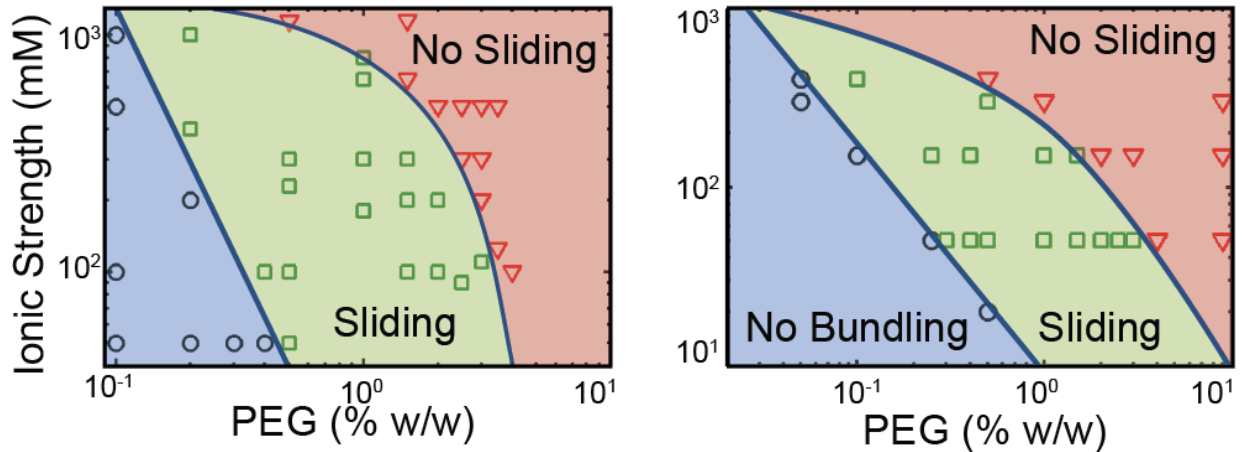 Ionic Strength (mM)
10³
10²
No Sliding
Sliding
10⁻¹
10⁰
10¹
PEG (% w/w)
10³
10²
10¹
No Sliding
No Bundling
Sliding
10⁻¹
10⁰
10¹
PEG (% w/w)